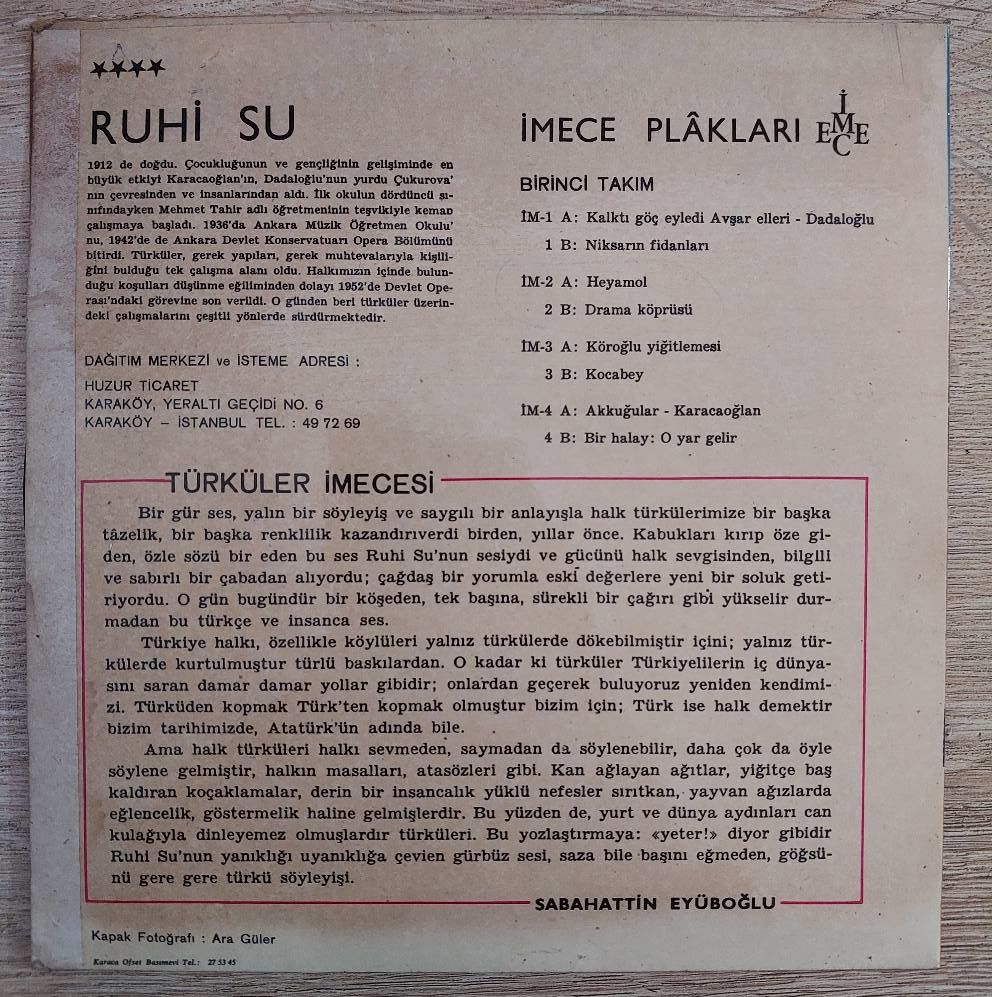 ★★★★
RUHİ SU
1912 de doğdu. Çocukluğunun ve gençliğinin gelişiminde en
büyük etkiyi Karacaoğlan'ın, Dadaloğlu'nun yurdu Çukurova'
nın çevresinden ve insanlarından aldı. İlk okulun dördüncü sı-
nıfındayken Mehmet Tahir adlı öğretmeninin teşvikiyle keman
çalışmaya başladı. 1936'da Ankara Müzik Öğretmen Okulu'
nu, 1942'de de Ankara Devlet Konservatuarı Opera Bölümünü
bitirdi. Türküler, gerek yapıları, gerek muhtevalarıyla kişili-
ğini bulduğu tek çalışma alanı oldu. Halkımızın içinde bulun-
duğu koşulları düşünme eğiliminden dolayı 1952'de Devlet Ope-
rası'ndaki görevine son verildi. O günden beri türküler üzerin-
deki çalışmalarını çeşitli yönlerde sürdürmektedir.
DAĞITIM MERKEZİ ve İSTEME ADRESİ :
HUZUR TİCARET
KARAKÖY, YERALTI GEÇİDİ NO. 6
KARAKÖY – İSTANBUL TEL. : 49 72 69
İMECE PLÂKLARI İMECE
BİRİNCİ TAKIM
İM-1 A: Kalktı göç eyledi Avşar elleri - Dadaloğlu
1 B: Niksarın fidanları
İM-2 A: Heyamol
2 B: Drama köprüsü
İM-3 A: Köroğlu yiğitlemesi
3 B: Kocabey
İM-4 A: Akkuğular - Karacaoğlan
4 B: Bir halay: O yar gelir
TÜRKÜLER İMECESİ
Bir gür ses, yalın bir söyleyiş ve saygılı bir anlayışla halk türkülerimize bir başka
tâzelik, bir başka renklilik kazandırıverdi birden, yıllar önce. Kabukları kırıp öze gi-
den, özle sözü bir eden bu ses Ruhi Su'nun sesiydi ve gücünü halk sevgisinden, bilgili
ve sabırlı bir çabadan alıyordu; çağdaş bir yorumla eski değerlere yeni bir soluk geti-
riyordu. O gün bugündür bir köşeden, tek başına, sürekli bir çağırı gibi yükselir dur-
madan bu türkçe ve insanca ses.
Türkiye halkı, özellikle köylüleri yalnız türkülerde dökebilmiştir içini; yalnız tür-
külerde kurtulmuştur türlü baskılardan. O kadar ki türküler Türkiyelilerin iç dünya-
sını saran damar damar yollar gibidir; onlardan geçerek buluyoruz yeniden kendimi-
zi. Türküden kopmak Türk'ten kopmak olmuştur bizim için; Türk ise halk demektir
bizim tarihimizde, Atatürk'ün adında bile.
Ama halk türküleri halkı sevmeden, saymadan da söylenebilir, daha çok da öyle
söylene gelmiştir, halkın masalları, atasözleri gibi. Kan ağlayan ağıtlar, yiğitçe baş
kaldıran koçaklamalar, derin bir insancalık yüklü nefesler sırıtkan, yayvan ağızlarda
eğlencelik, göstermelik haline gelmişlerdir. Bu yüzden de, yurt ve dünya aydınları can
kulağıyla dinleyemez olmuşlardır türküleri. Bu yozlaştırmaya: «yeter!» diyor gibidir
Ruhi Su'nun yanıklığı uyanıklığa çevien gürbüz sesi, saza bile başını eğmeden, göğsü-
nü gere gere türkü söyleyişi.
SABAHATTİN EYÜBOĞLU
Kapak Fotoğrafı : Ara Güler
Karaca Ofset Basımevi Tel.: 27 53 45